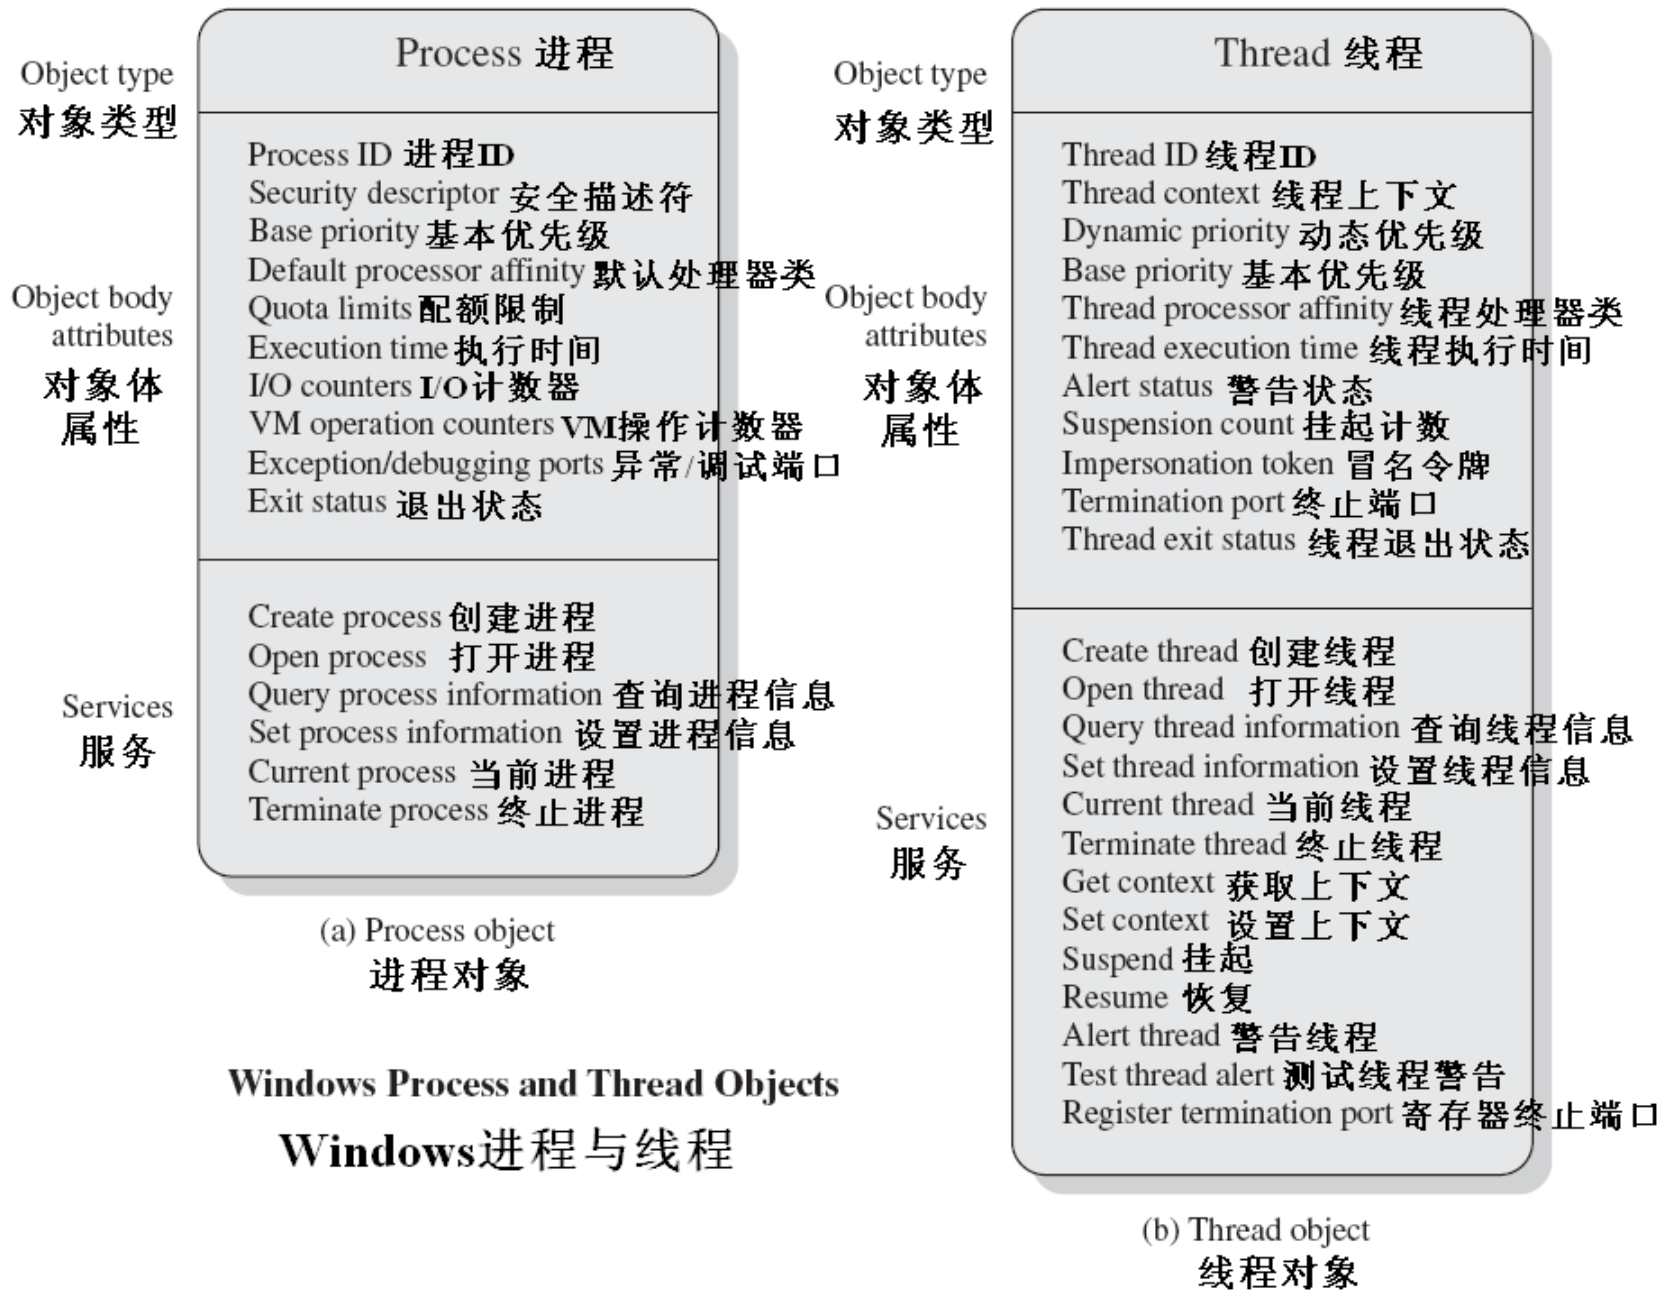 Object type
对象类型
Process 进程
Object body
attributes
对象体
属性
Process ID 进程ID
Security descriptor 安全描述符
Base priority 基本优先级
Default processor affinity 默认处理器类
Quota limits 配额限制
Execution time 执行时间
I/O counters I/O计数器
VM operation counters VM操作计数器
Exception/debugging ports 异常/调试端口
Exit status 退出状态
Services
服务
Create process 创建进程
Open process 打开进程
Query process information 查询进程信息
Set process information 设置进程信息
Current process 当前进程
Terminate process 终止进程
(a) Process object
进程对象
Windows Process and Thread Objects
Windows进程与线程
Object type
对象类型
Thread 线程
Object body
attributes
对象体
属性
Thread ID 线程ID
Thread context 线程上下文
Dynamic priority 动态优先级
Base priority 基本优先级
Thread processor affinity 线程处理器类
Thread execution time 线程执行时间
Alert status 警告状态
Suspension count 挂起计数
Impersonation token 冒名令牌
Termination port 终止端口
Thread exit status 线程退出状态
Services
服务
Create thread 创建线程
Open thread 打开线程
Query thread information 查询线程信息
Set thread information 设置线程信息
Current thread 当前线程
Terminate thread 终止线程
Get context 获取上下文
Set context 设置上下文
Suspend 挂起
Resume 恢复
Alert thread 警告线程
Test thread alert 测试线程警告
Register termination port 寄存器终止端口
(b) Thread object
线程对象